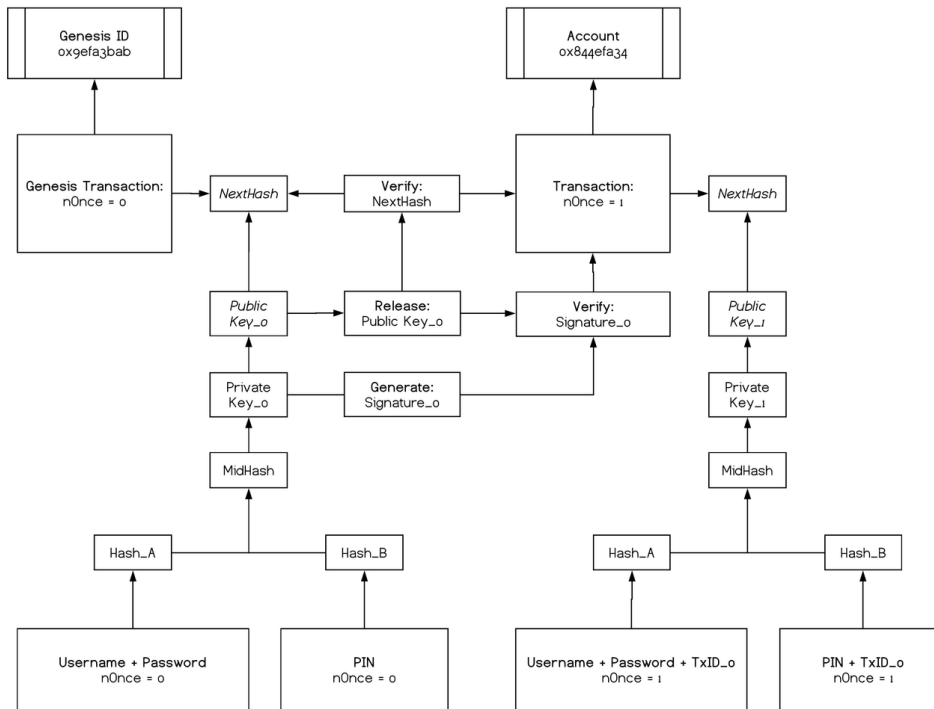 Genesis ID
0x9efa3bab
Account
0x844efa34
Genesis Transaction:
n0nce = 0
NextHash
Verify:
NextHash
Transaction:
n0nce = 1
NextHash
Public
Key_0
Release:
Public Key_0
Verify:
Signature_0
Public
Key_1
Private
Key_0
Generate:
Signature_0
Private
Key_1
MidHash
MidHash
Hash_A
Hash_B
Hash_A
Hash_B
Username + Password
n0nce = 0
PIN
n0nce = 0
Username + Password + TxID_0
n0nce = 1
PIN + TxID_0
n0nce = 1